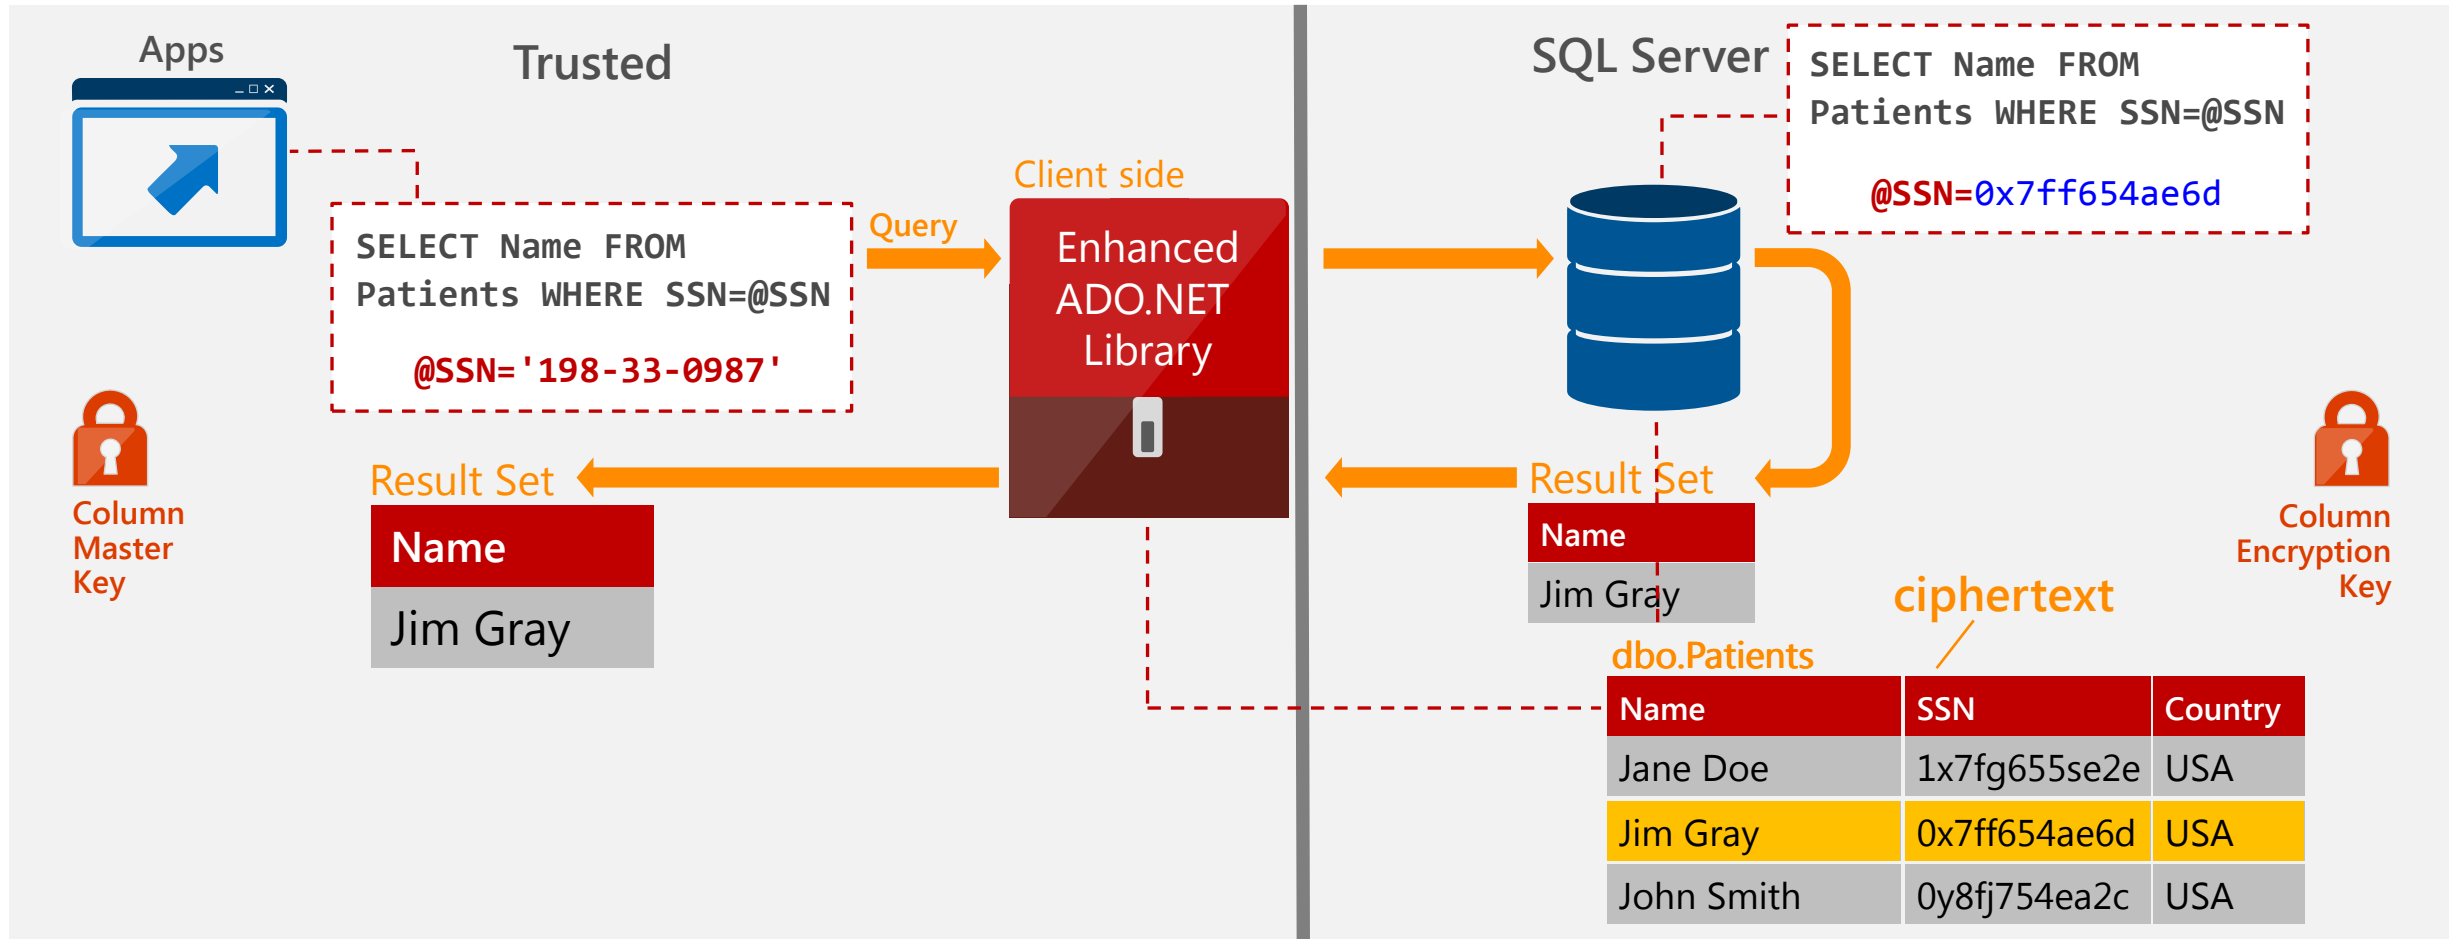 Apps
Trusted
SELECT Name FROM
Patients WHERE SSN=@SSN
@SSN='198-33-0987'
Query
Client side
Enhanced
ADO.NET
Library
Result Set
Name
Jim Gray
Column
Master
Key
SQL Server
SELECT Name FROM
Patients WHERE SSN=@SSN
@SSN=0x7ff654ae6d
Result Set
Name
Jim Gray
Column
Encryption
Key
ciphertext
dbo.Patients
Name SSN Country
Jane Doe 1x7fg655se2e USA
Jim Gray 0x7ff654ae6d USA
John Smith 0y8fj754ea2c USA